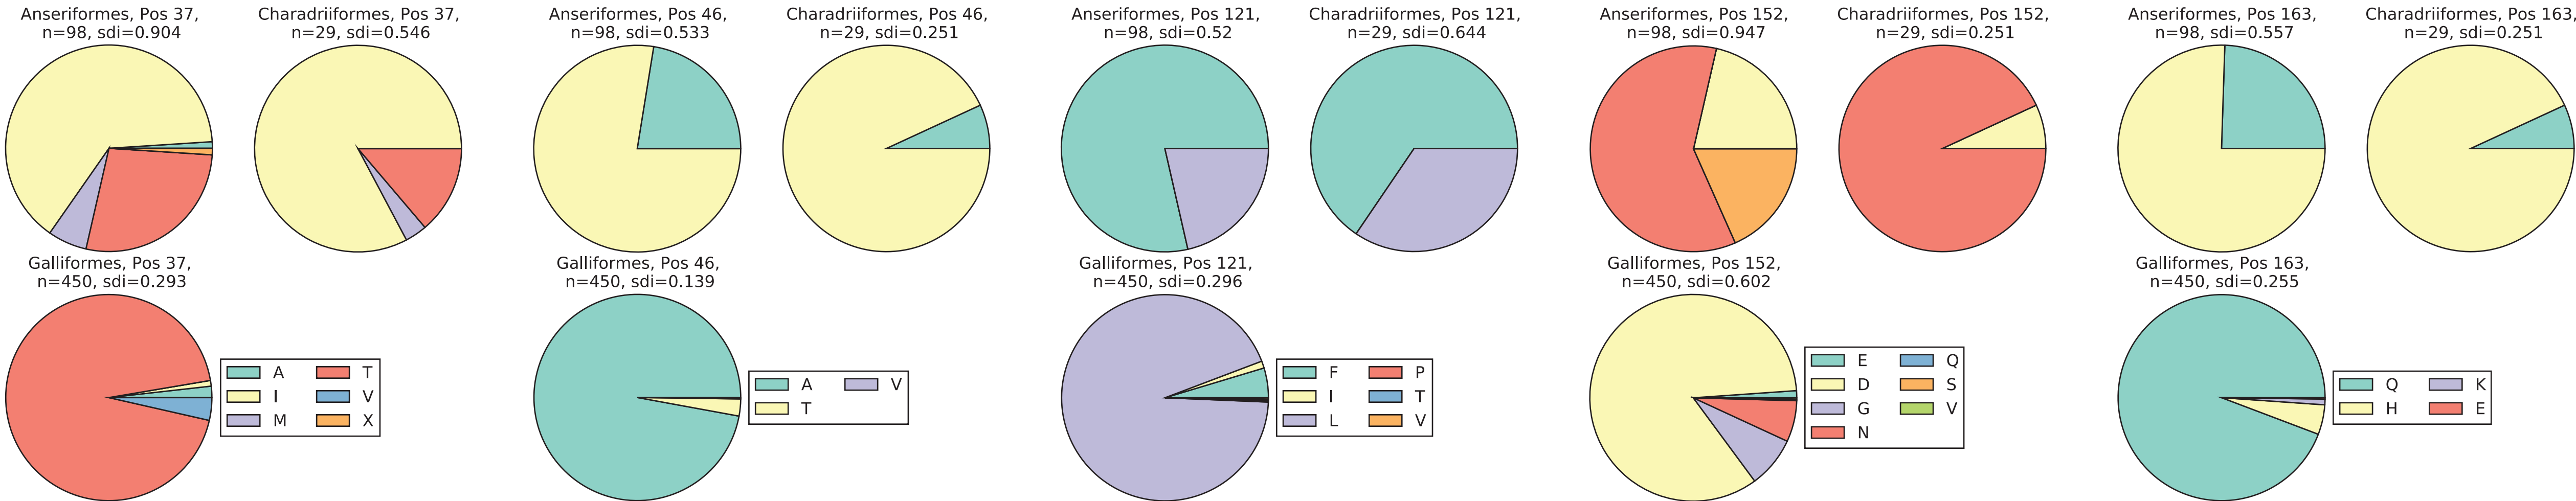 Anseriformes, Pos 37,
n=98, sdi=0.904
Charadriiformes, Pos 37,
n=29, sdi=0.546
Anseriformes, Pos 46,
n=98, sdi=0.533
Charadriiformes, Pos 46,
n=29, sdi=0.251
Anseriformes, Pos 121,
n=98, sdi=0.52
Charadriiformes, Pos 121,
n=29, sdi=0.644
Anseriformes, Pos 152,
n=98, sdi=0.947
Charadriiformes, Pos 152,
n=29, sdi=0.251
Anseriformes, Pos 163,
n=98, sdi=0.557
Charadriiformes, Pos 163,
n=29, sdi=0.251
Galliformes, Pos 37,
n=450, sdi=0.293
A T
I V
M X
Galliformes, Pos 46,
n=450, sdi=0.139
A V
T
Galliformes, Pos 121,
n=450, sdi=0.296
F P
I T
L V
Galliformes, Pos 152,
n=450, sdi=0.602
E Q
D S
G V
N
Galliformes, Pos 163,
n=450, sdi=0.255
Q K
H E